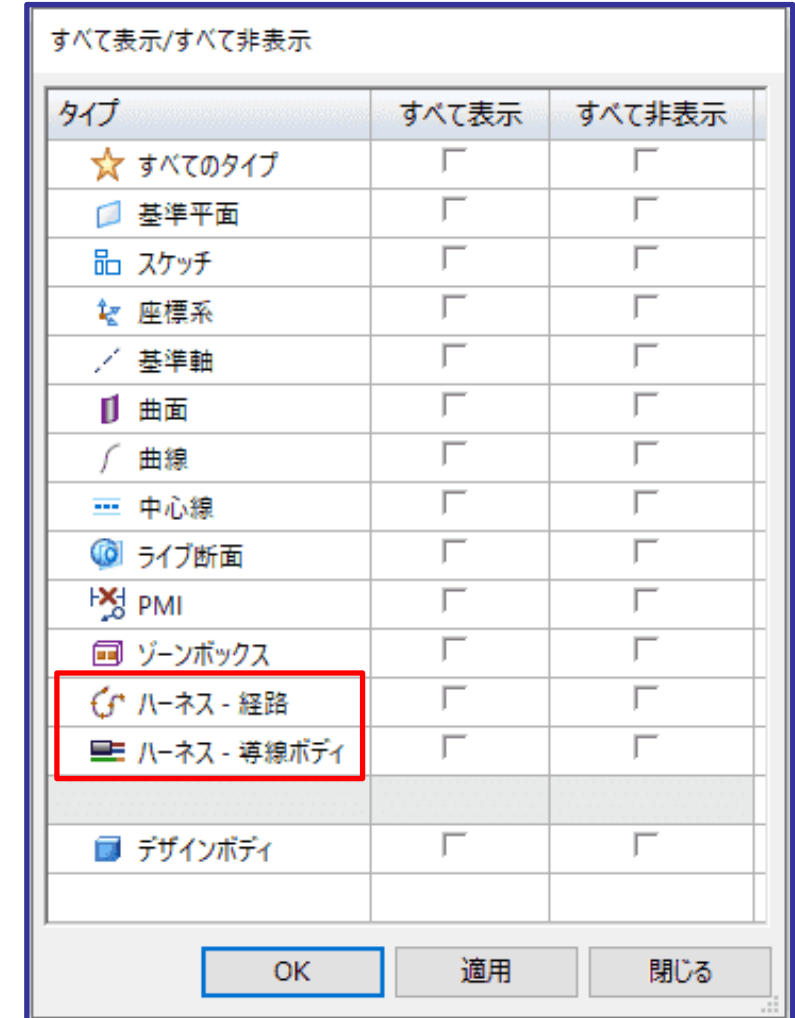 すべて表示/すべて非表示
タイプ すべて表示 すべて非表示
すべてのタイプ
基準平面
スケッチ
座標系
基準軸
曲面
曲線
中心線
ライブ断面
PMI
ゾーンボックス
ハーネス - 経路
ハーネス - 導線ボディ
デザインボディ
OK 適用 閉じる